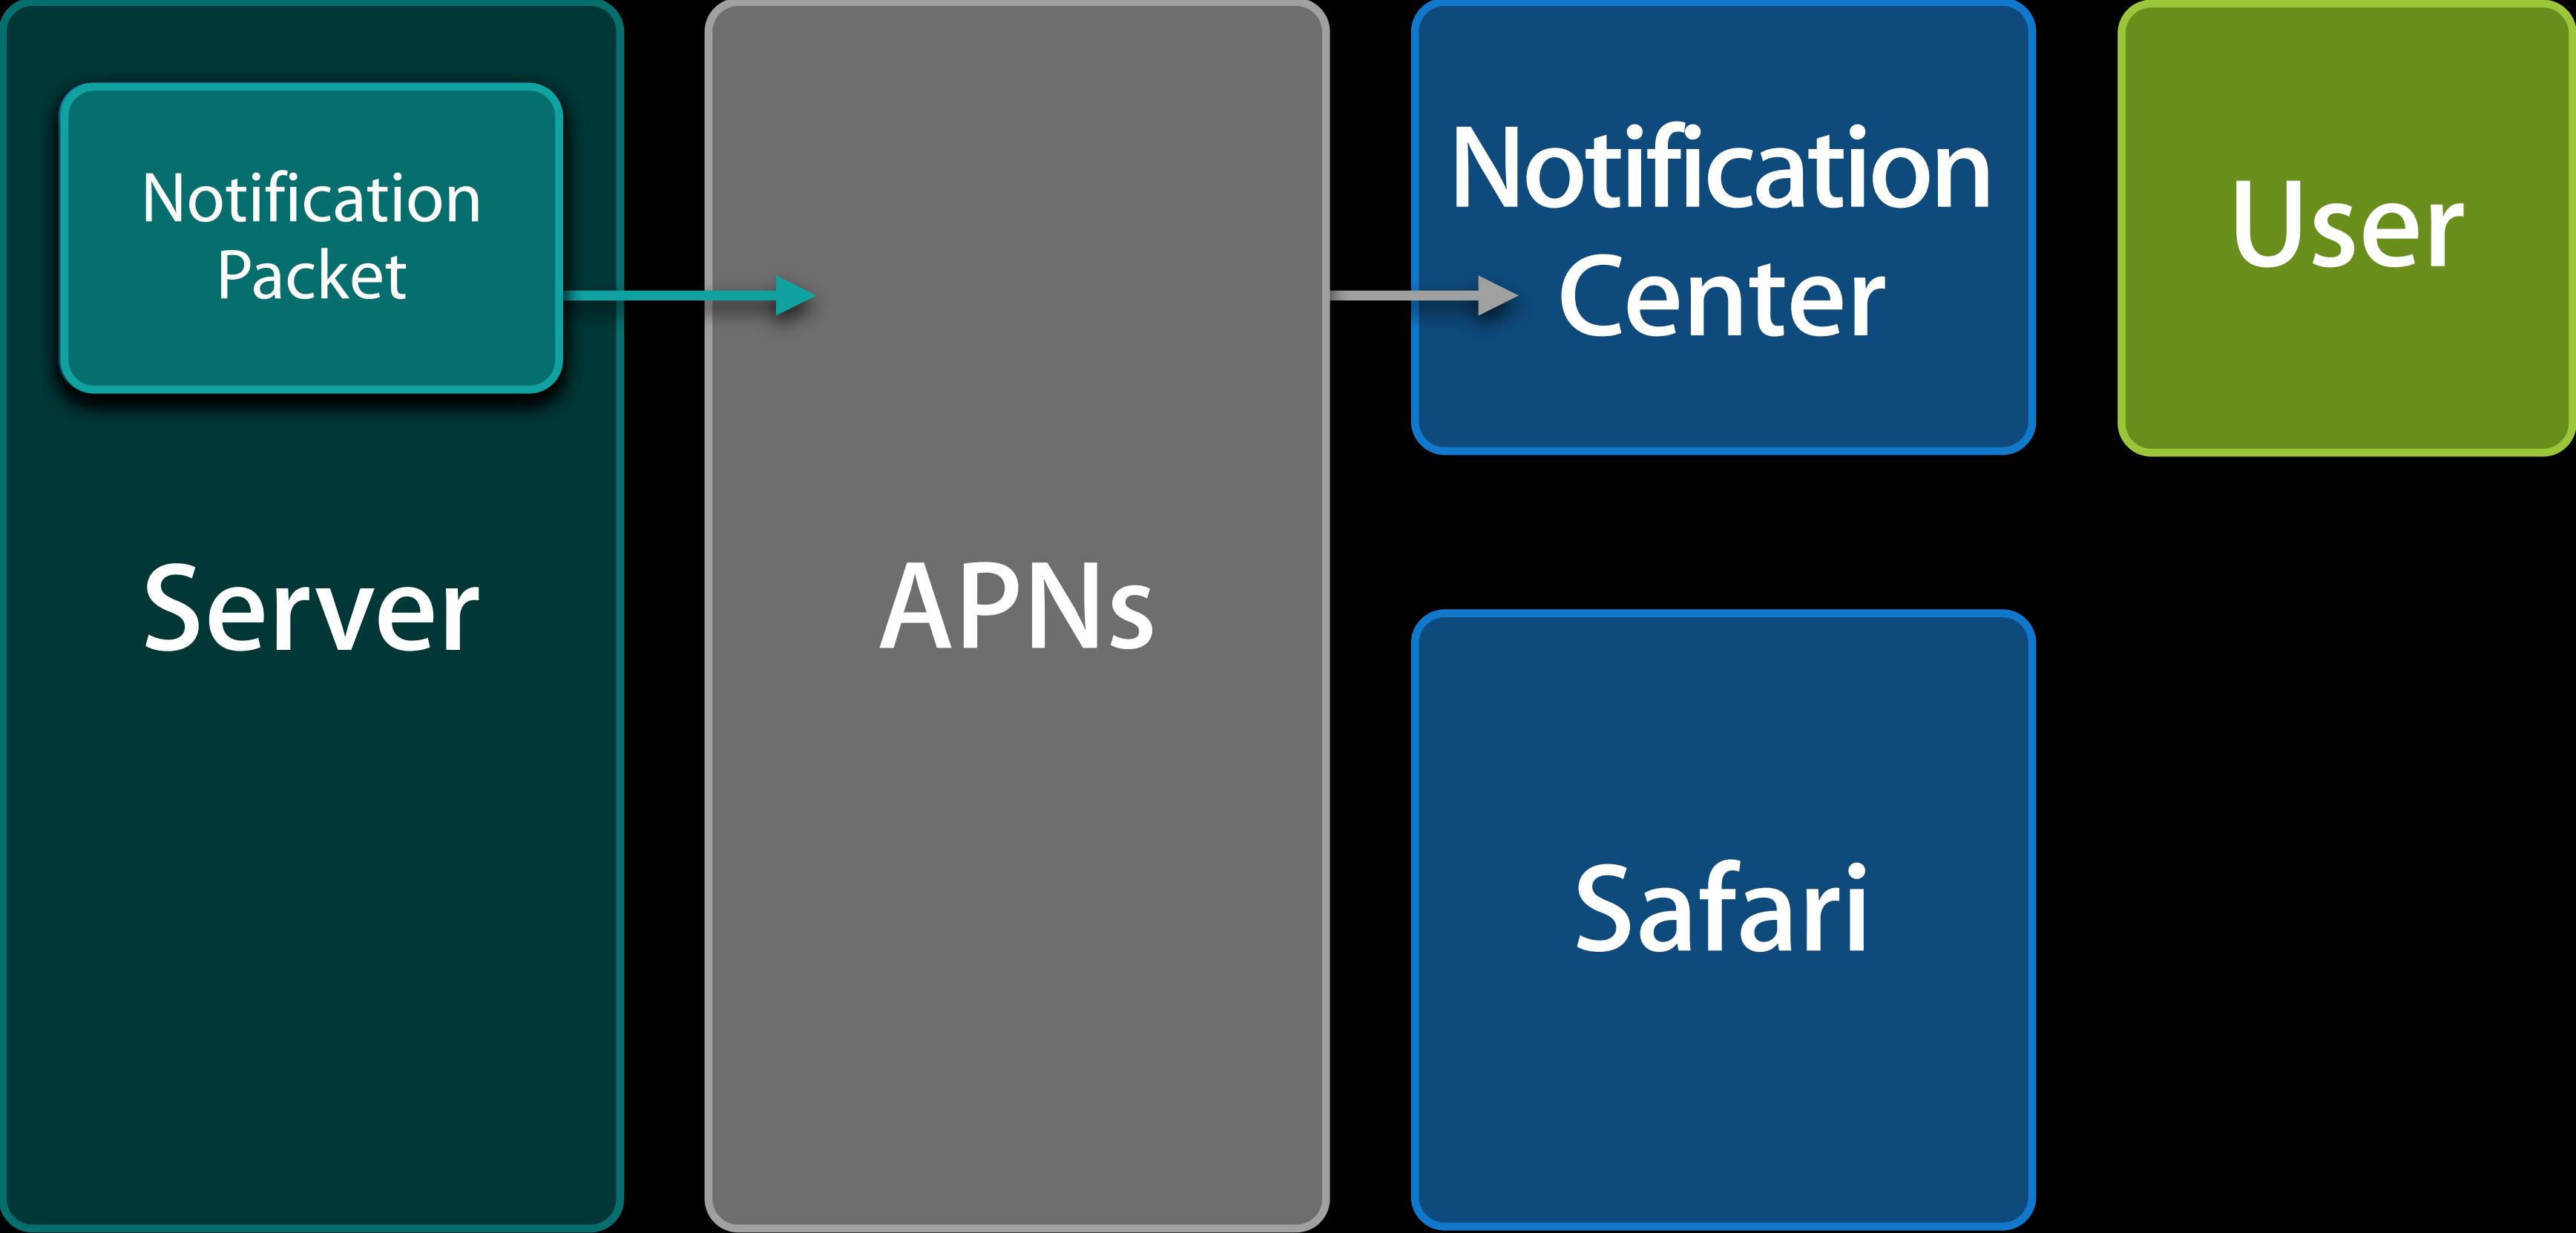 Notification
Packet
Server
APNs
Notification
Center
Safari
User